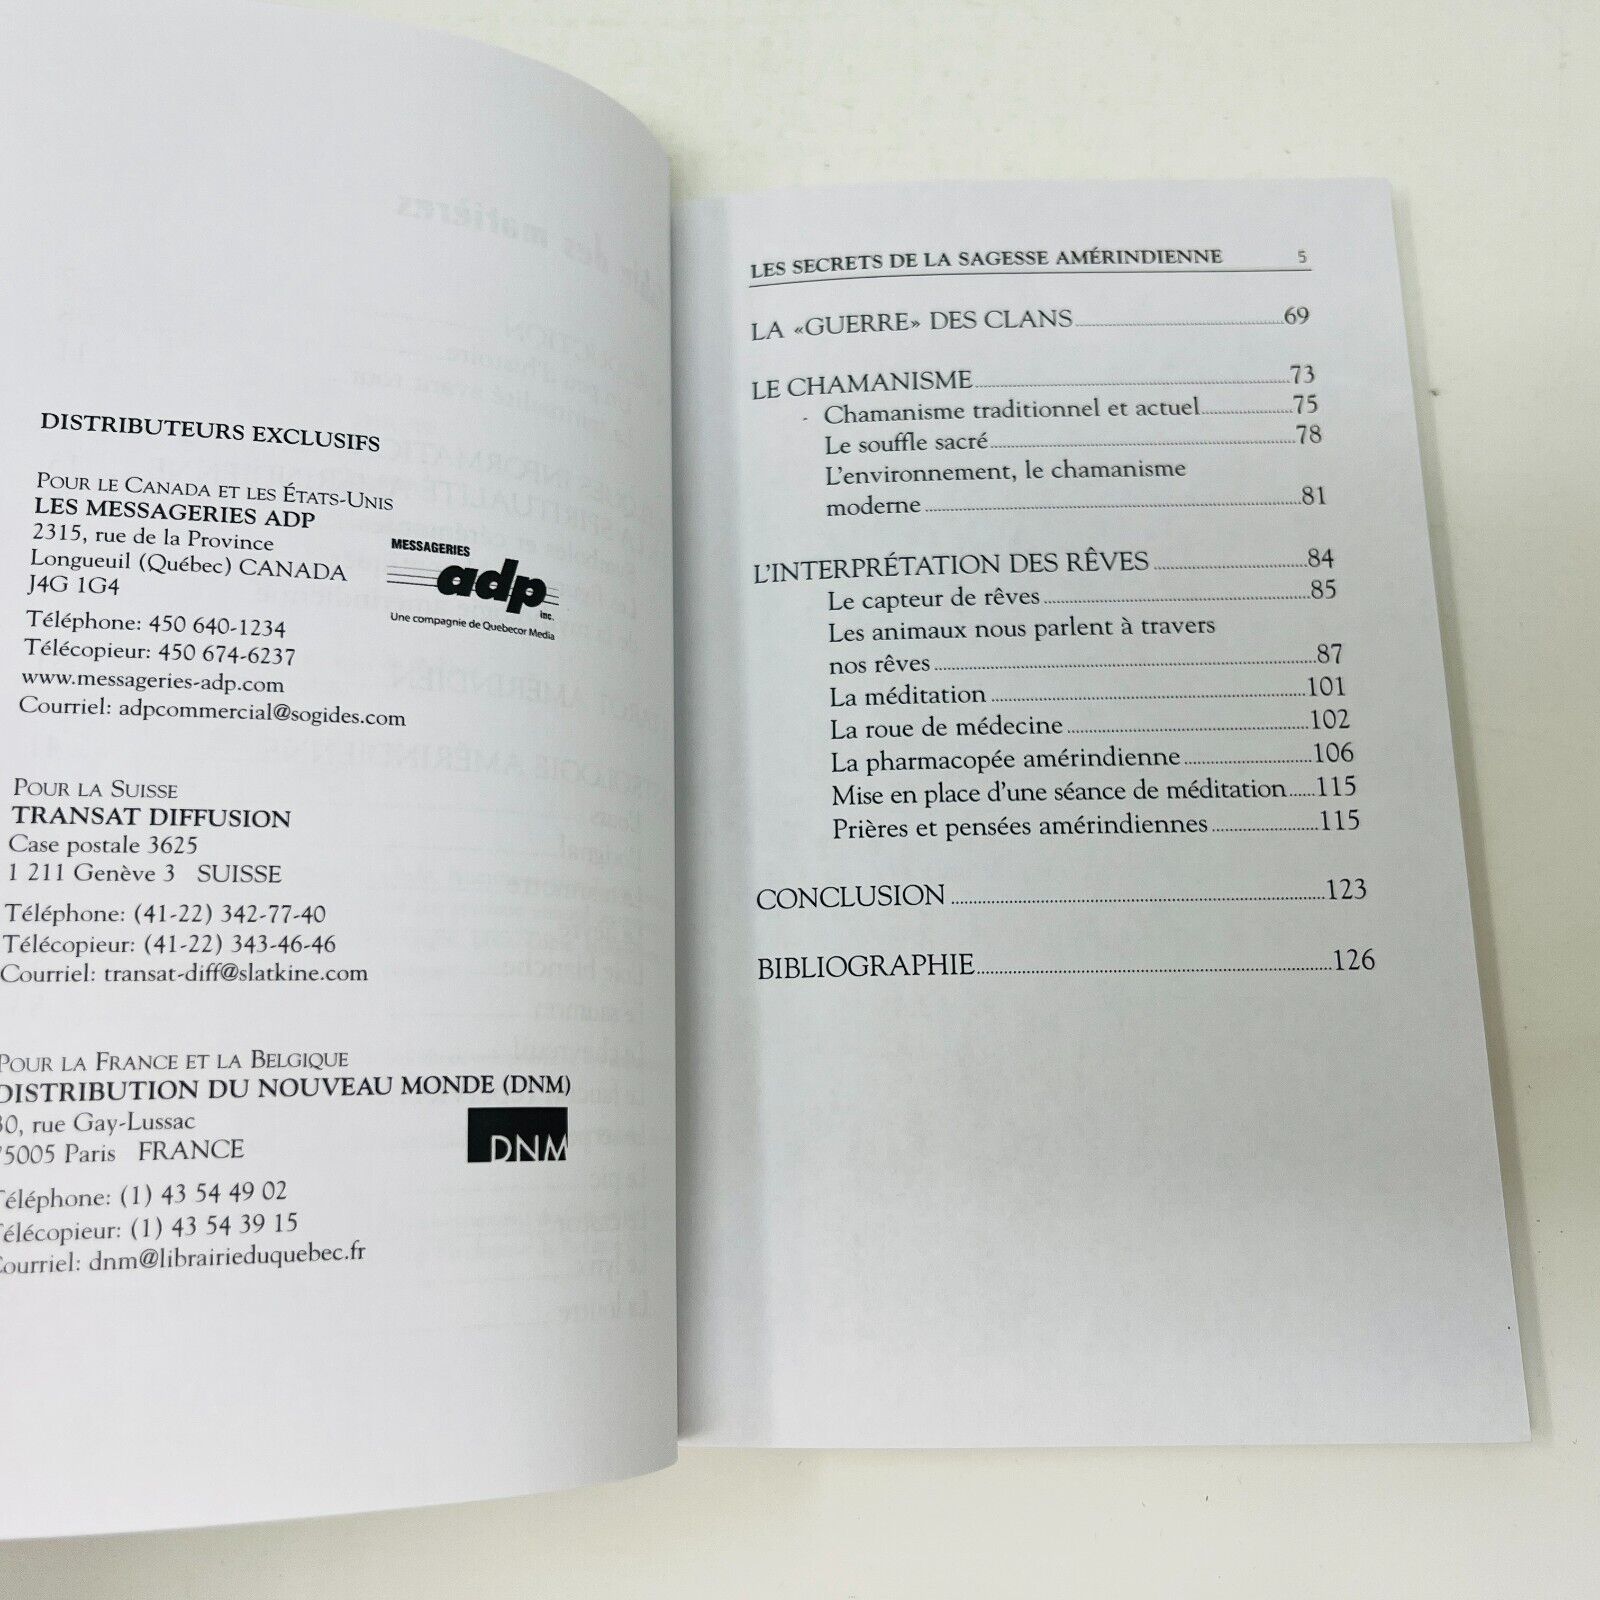 DISTRIBUTEURS EXCLUSIFS
POUR LE CANADA ET LES ÉTATS-UNIS
LES MESSAGERIES ADP
2315, rue de la Province
Longueuil (Québec) CANADA
J4G 1G4
Téléphone: 450 640-1234
Télécopieur: 450 674-6237
www.messageries-adp.com
Courriel: adpcommercial@sogides.com
MESSAGERIES
adp
inc.
Une compagnie de Quebecor Media
POUR LA SUISSE
TRANSAT DIFFUSION
Case postale 3625
1 211 Genève 3 SUISSE
Téléphone: (41-22) 342-77-40
Télécopieur: (41-22) 343-46-46
Courriel: transat-diff@slatkine.com
POUR LA FRANCE ET LA BELGIQUE
DISTRIBUTION DU NOUVEAU MONDE (DNM)
30, rue Gay-Lussac
75005 Paris FRANCE
DNM
Téléphone: (1) 43 54 49 02
Télécopieur: (1) 43 54 39 15
Courriel: dnm@librairieduquebec.fr
LES SECRETS DE LA SAGESSE AMÉRINDIENNE 5
LA «GUERRE» DES CLANS 69
LE CHAMANISME 73
- Chamanisme traditionnel et actuel 75
Le souffle sacré 78
L'environnement, le chamanisme
moderne 81
L'INTERPRÉTATION DES RÊVES 84
Le capteur de rêves 85
Les animaux nous parlent à travers
nos rêves 87
La méditation 101
La roue de médecine 102
La pharmacopée amérindienne 106
Mise en place d'une séance de méditation 115
Prières et pensées amérindiennes 115
CONCLUSION 123
BIBLIOGRAPHIE 126